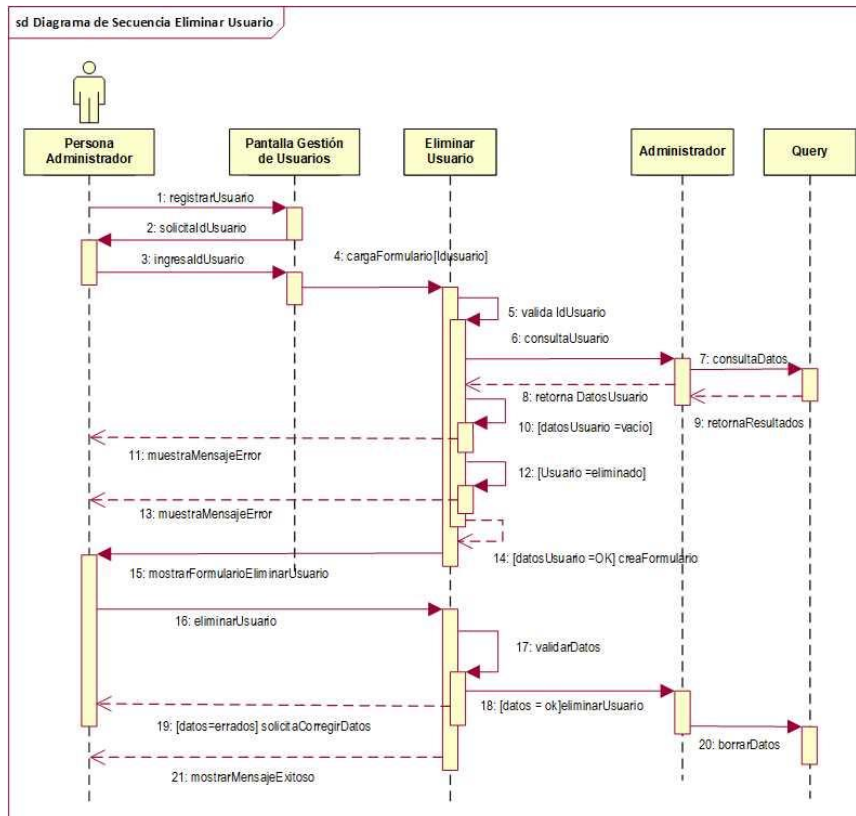 sd Diagrama de Secuencia Eliminar Usuario
Persona
Administrador
Pantalla Gestión
de Usuarios
Eliminar
Usuario
Administrador
Query
1: registrarUsuario
2: solicitaIdUsuario
3: ingresaIdUsuario
4: cargaFormulario[Idusuario]
5: valida IdUsuario
6: consultaUsuario
7: consultaDatos
8: retorna DatosUsuario
9: retornaResultados
10: [datosUsuario =vacío]
11: muestraMensajeError
12: [Usuario =eliminado]
13: muestraMensajeError
14: [datosUsuario =OK] creaFormulario
15: mostrarFormularioEliminarUsuario
16: eliminarUsuario
17: validarDatos
18: [datos = ok]eliminarUsuario
19: [datos=errados] solicitaCorregirDatos
20: borrarDatos
21: mostrarMensajeExitoso